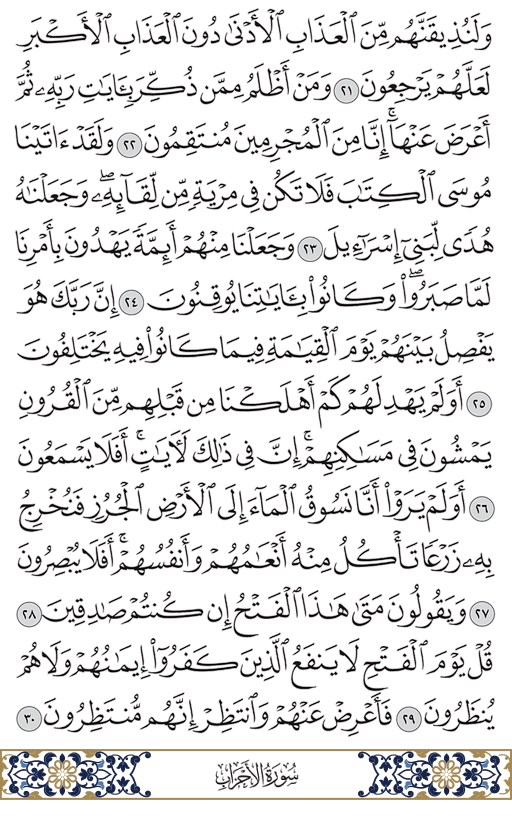 وَلَنُذِيقَنَّهُم مِّنَ ٱلۡعَذَابِ ٱلۡأَدۡنَىٰ دُونَ ٱلۡعَذَابِ ٱلۡأَكۡبَرِ
لَعَلَّهُمۡ يَرۡجِعُونَ ٢١ وَمَنۡ أَظۡلَمُ مِمَّن ذُكِّرَ بِـَٔايَٰتِ رَبِّهِۦ ثُمَّ
أَعۡرَضَ عَنۡهَآۚ إِنَّا مِنَ ٱلۡمُجۡرِمِينَ مُنتَقِمُونَ ٢٢ وَلَقَدۡ ءَاتَيۡنَا
مُوسَى ٱلۡكِتَٰبَ فَلَا تَكُن فِي مِرۡيَةٖ مِّن لِّقَآئِهِۦۖ وَجَعَلۡنَٰهُ
هُدٗى لِّبَنِيٓ إِسۡرَٰٓءِيلَ ٢٣ وَجَعَلۡنَا مِنۡهُمۡ أَئِمَّةٗ يَهۡدُونَ بِأَمۡرِنَا
لَمَّا صَبَرُواْۖ وَكَانُواْ بِـَٔايَٰتِنَا يُوقِنُونَ ٢٤ إِنَّ رَبَّكَ هُوَ
يَفۡصِلُ بَيۡنَهُمۡ يَوۡمَ ٱلۡقِيَٰمَةِ فِيمَا كَانُواْ فِيهِ يَخۡتَلِفُونَ
٢٥ أَوَلَمۡ يَهۡدِ لَهُمۡ كَمۡ أَهۡلَكۡنَا مِن قَبۡلِهِم مِّنَ ٱلۡقُرُونِ
يَمۡشُونَ فِي مَسَٰكِنِهِمۡۚ إِنَّ فِي ذَٰلِكَ لَأٓيَٰتٍۚ أَفَلَا يَسۡمَعُونَ
٢٦ أَوَلَمۡ يَرَوۡاْ أَنَّا نَسُوقُ ٱلۡمَآءَ إِلَى ٱلۡأَرۡضِ ٱلۡجُرُزِ فَنُخۡرِجُ
بِهِۦ زَرۡعٗا تَأۡكُلُ مِنۡهُ أَنۡعَٰمُهُمۡ وَأَنفُسُهُمۡۚ أَفَلَا يُبۡصِرُونَ
٢٧ وَيَقُولُونَ مَتَىٰ هَٰذَا ٱلۡفَتۡحُ إِن كُنتُمۡ صَٰدِقِينَ ٢٨
قُلۡ يَوۡمَ ٱلۡفَتۡحِ لَا يَنفَعُ ٱلَّذِينَ كَفَرُوٓاْ إِيمَٰنُهُمۡ وَلَا هُمۡ
يُنظَرُونَ ٢٩ فَأَعۡرِضۡ عَنۡهُمۡ وَٱنتَظِرۡ إِنَّهُم مُّنتَظِرُونَ ٣٠
سُورَةُ الأَحۡزَابِ